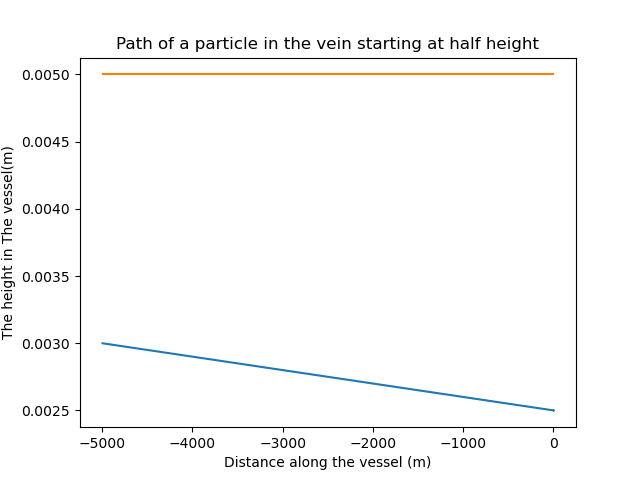 Path of a particle in the vein starting at half height
0.0050
0.0045
0.0040
0.0035
0.0030
0.0025
The height in The vessel(m)
−5000 −4000 −3000 −2000 −1000 0
Distance along the vessel (m)